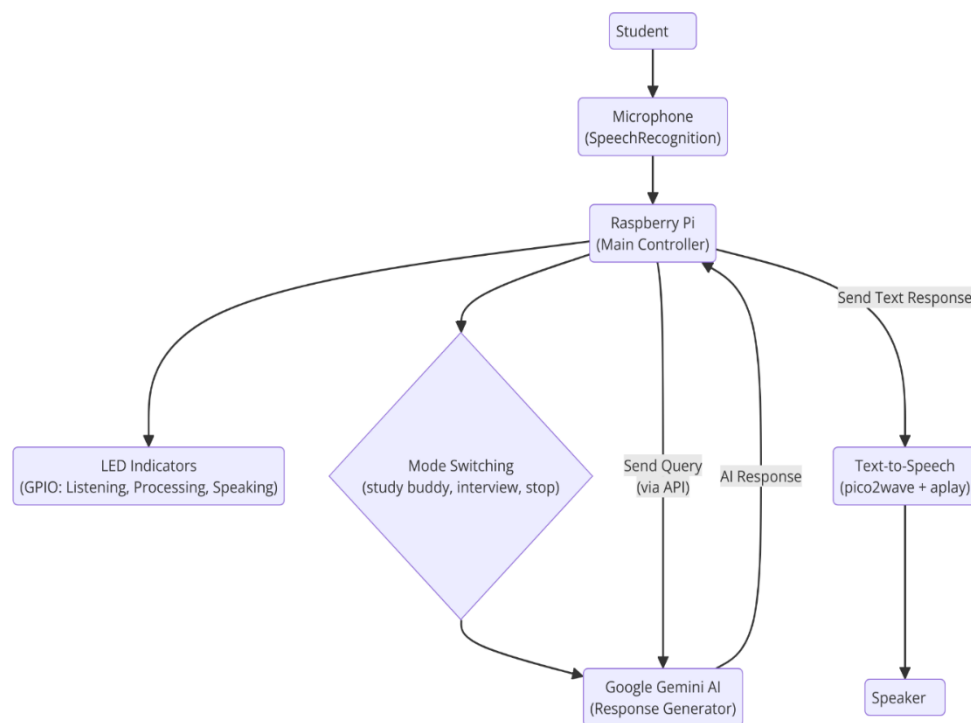 Student
Microphone
(SpeechRecognition)
Raspberry Pi
(Main Controller)
Send Text Response
LED Indicators
(GPIO: Listening, Processing, Speaking)
Mode Switching
(study buddy, interview, stop)
Send Query
(via API)
AI Response
Text-to-Speech
(pico2wave + aplay)
Google Gemini AI
(Response Generator)
Speaker